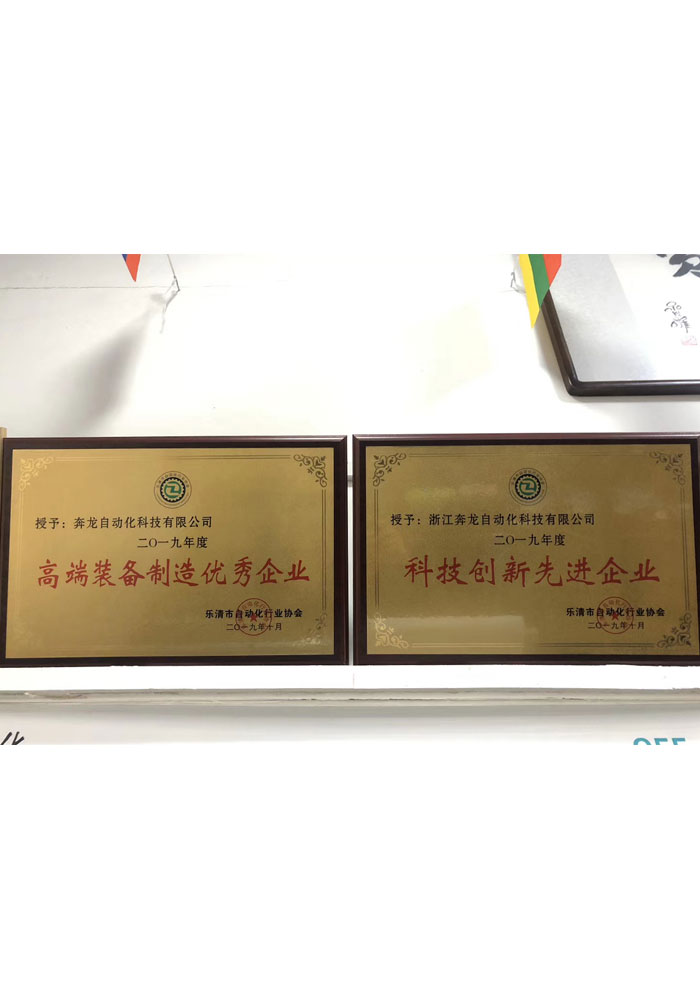 授予：奔龙自动化科技有限公司
二〇一九年度
高端装备制造优秀企业
乐清市自动化行业协会
二〇一九年十月
授予：浙江奔龙自动化科技有限公司
二〇一九年度
科技创新先进企业
乐清市自动化行业协会
二〇一九年十月